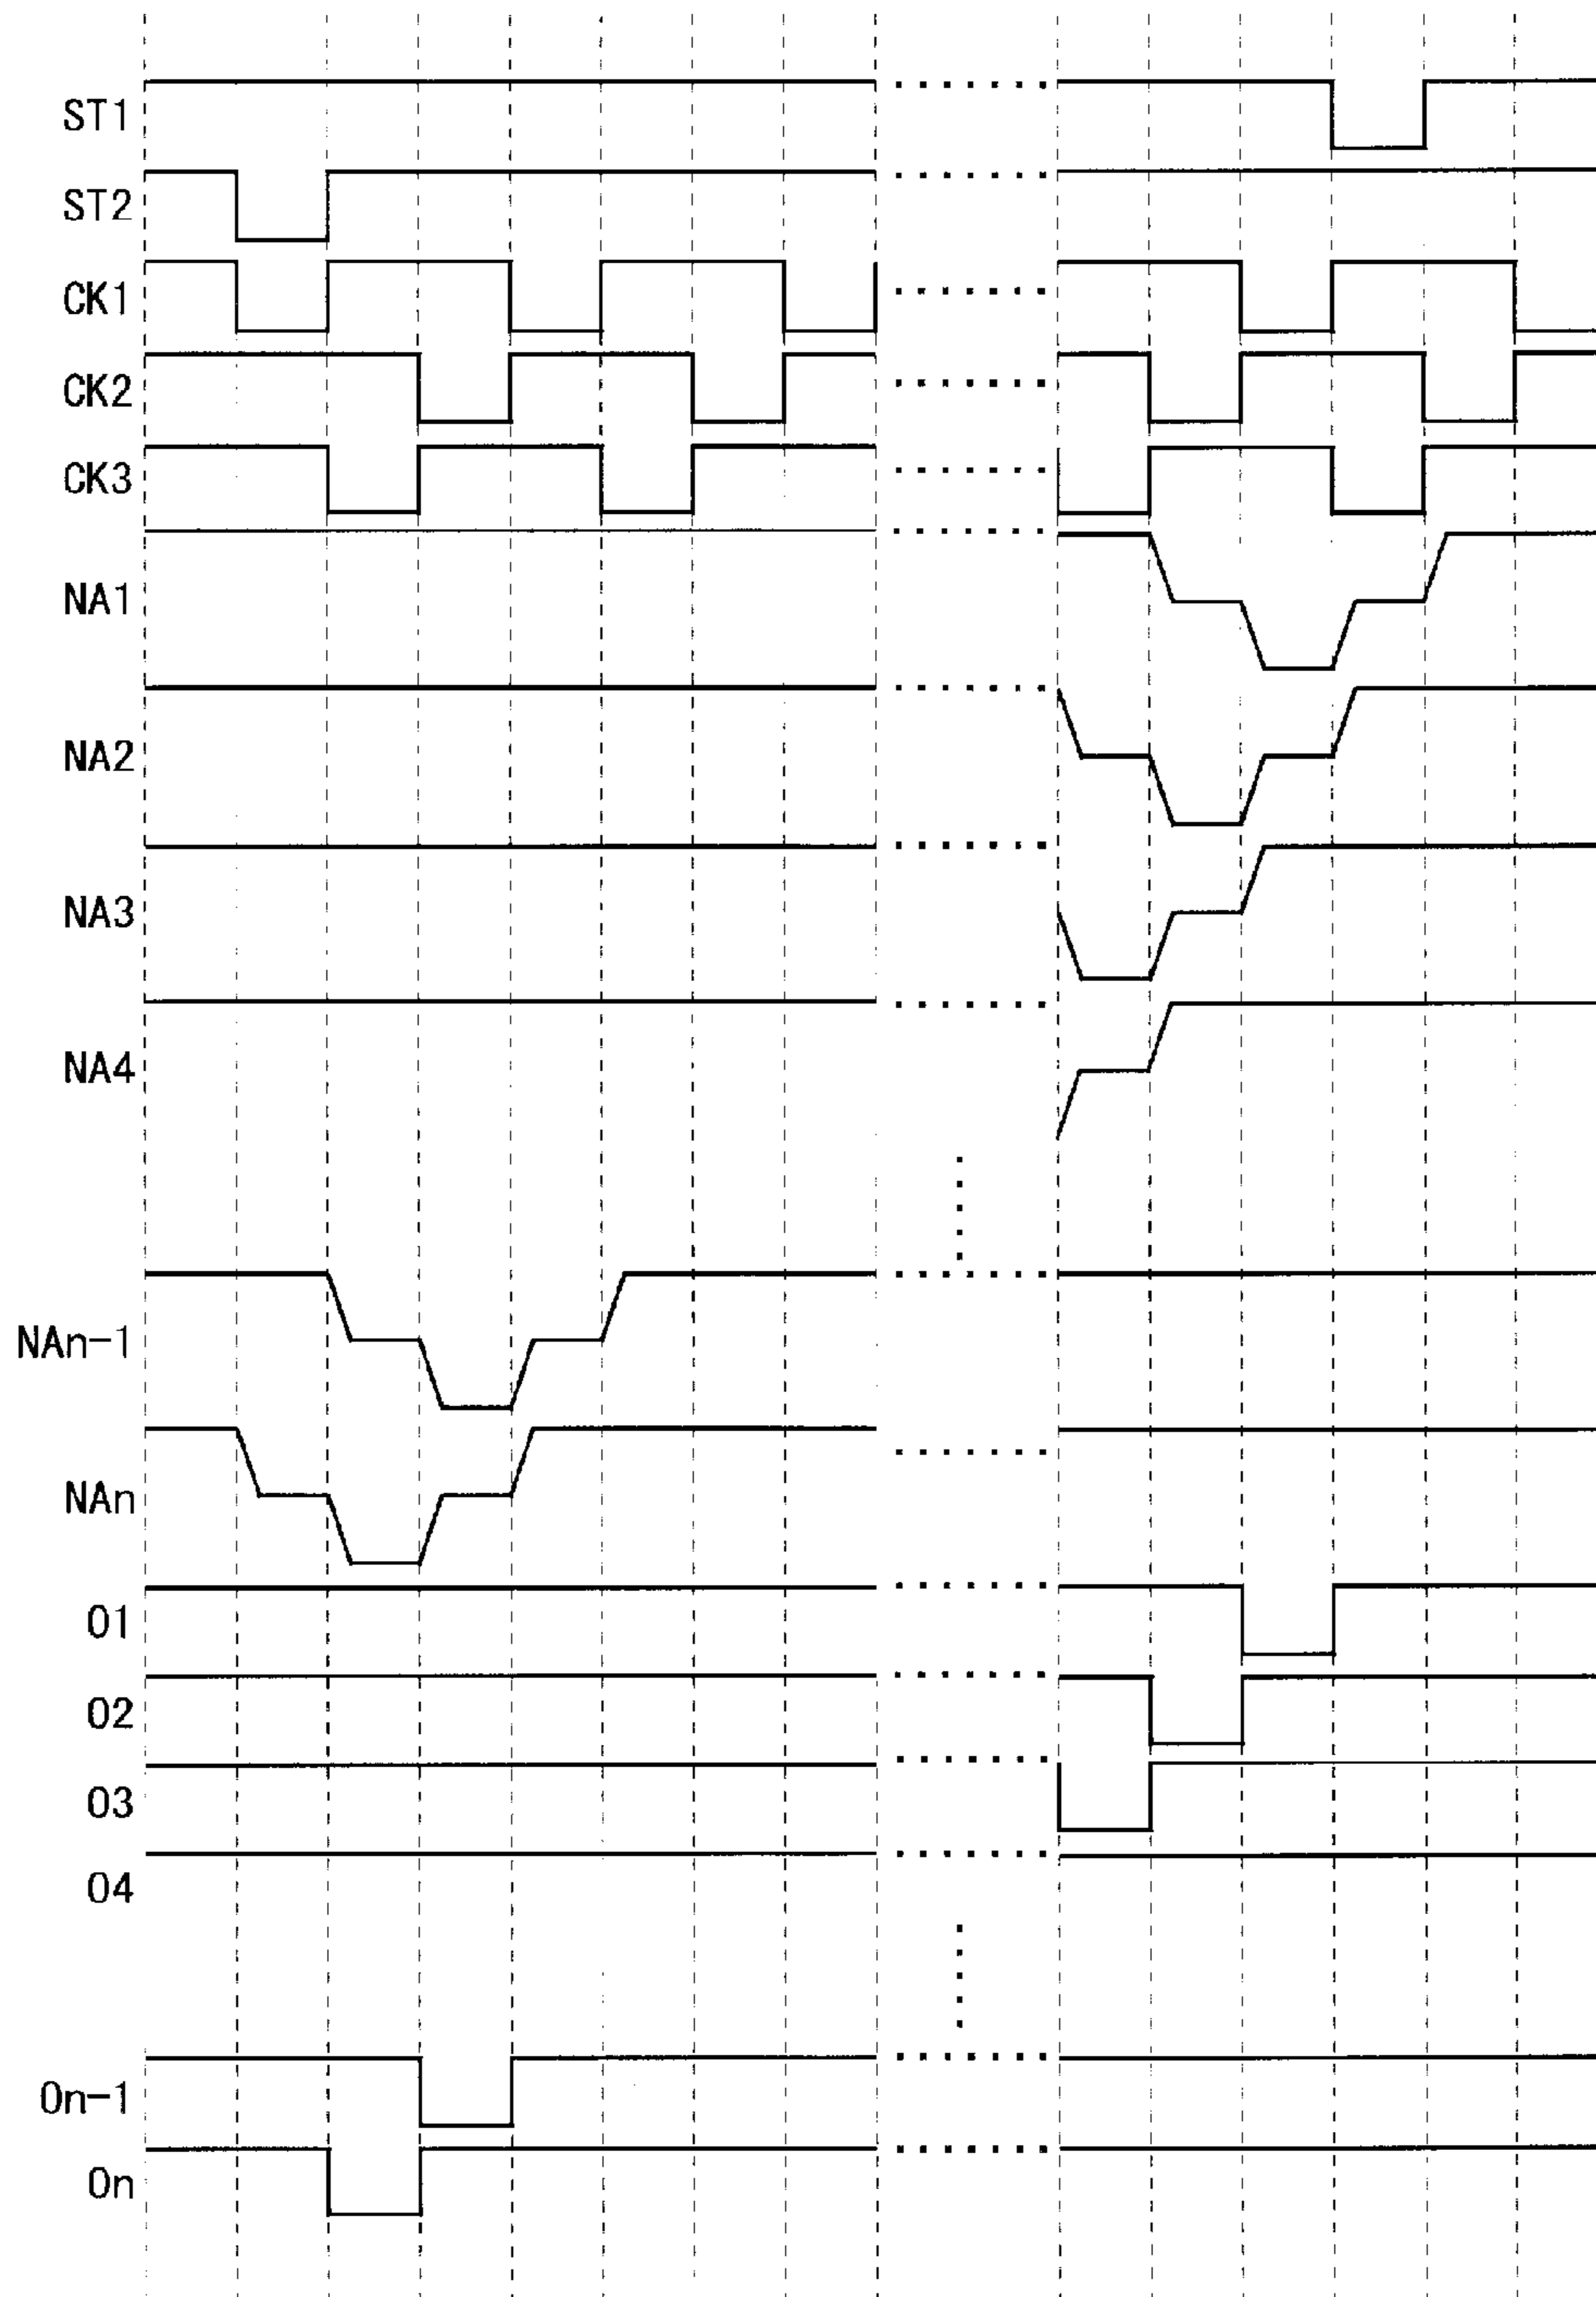 ST1
ST2
CK1
CK2
CK3
NA1
NA2
NA3
NA4
NAn-1
NAn
O1
O2
O3
O4
On-1
On